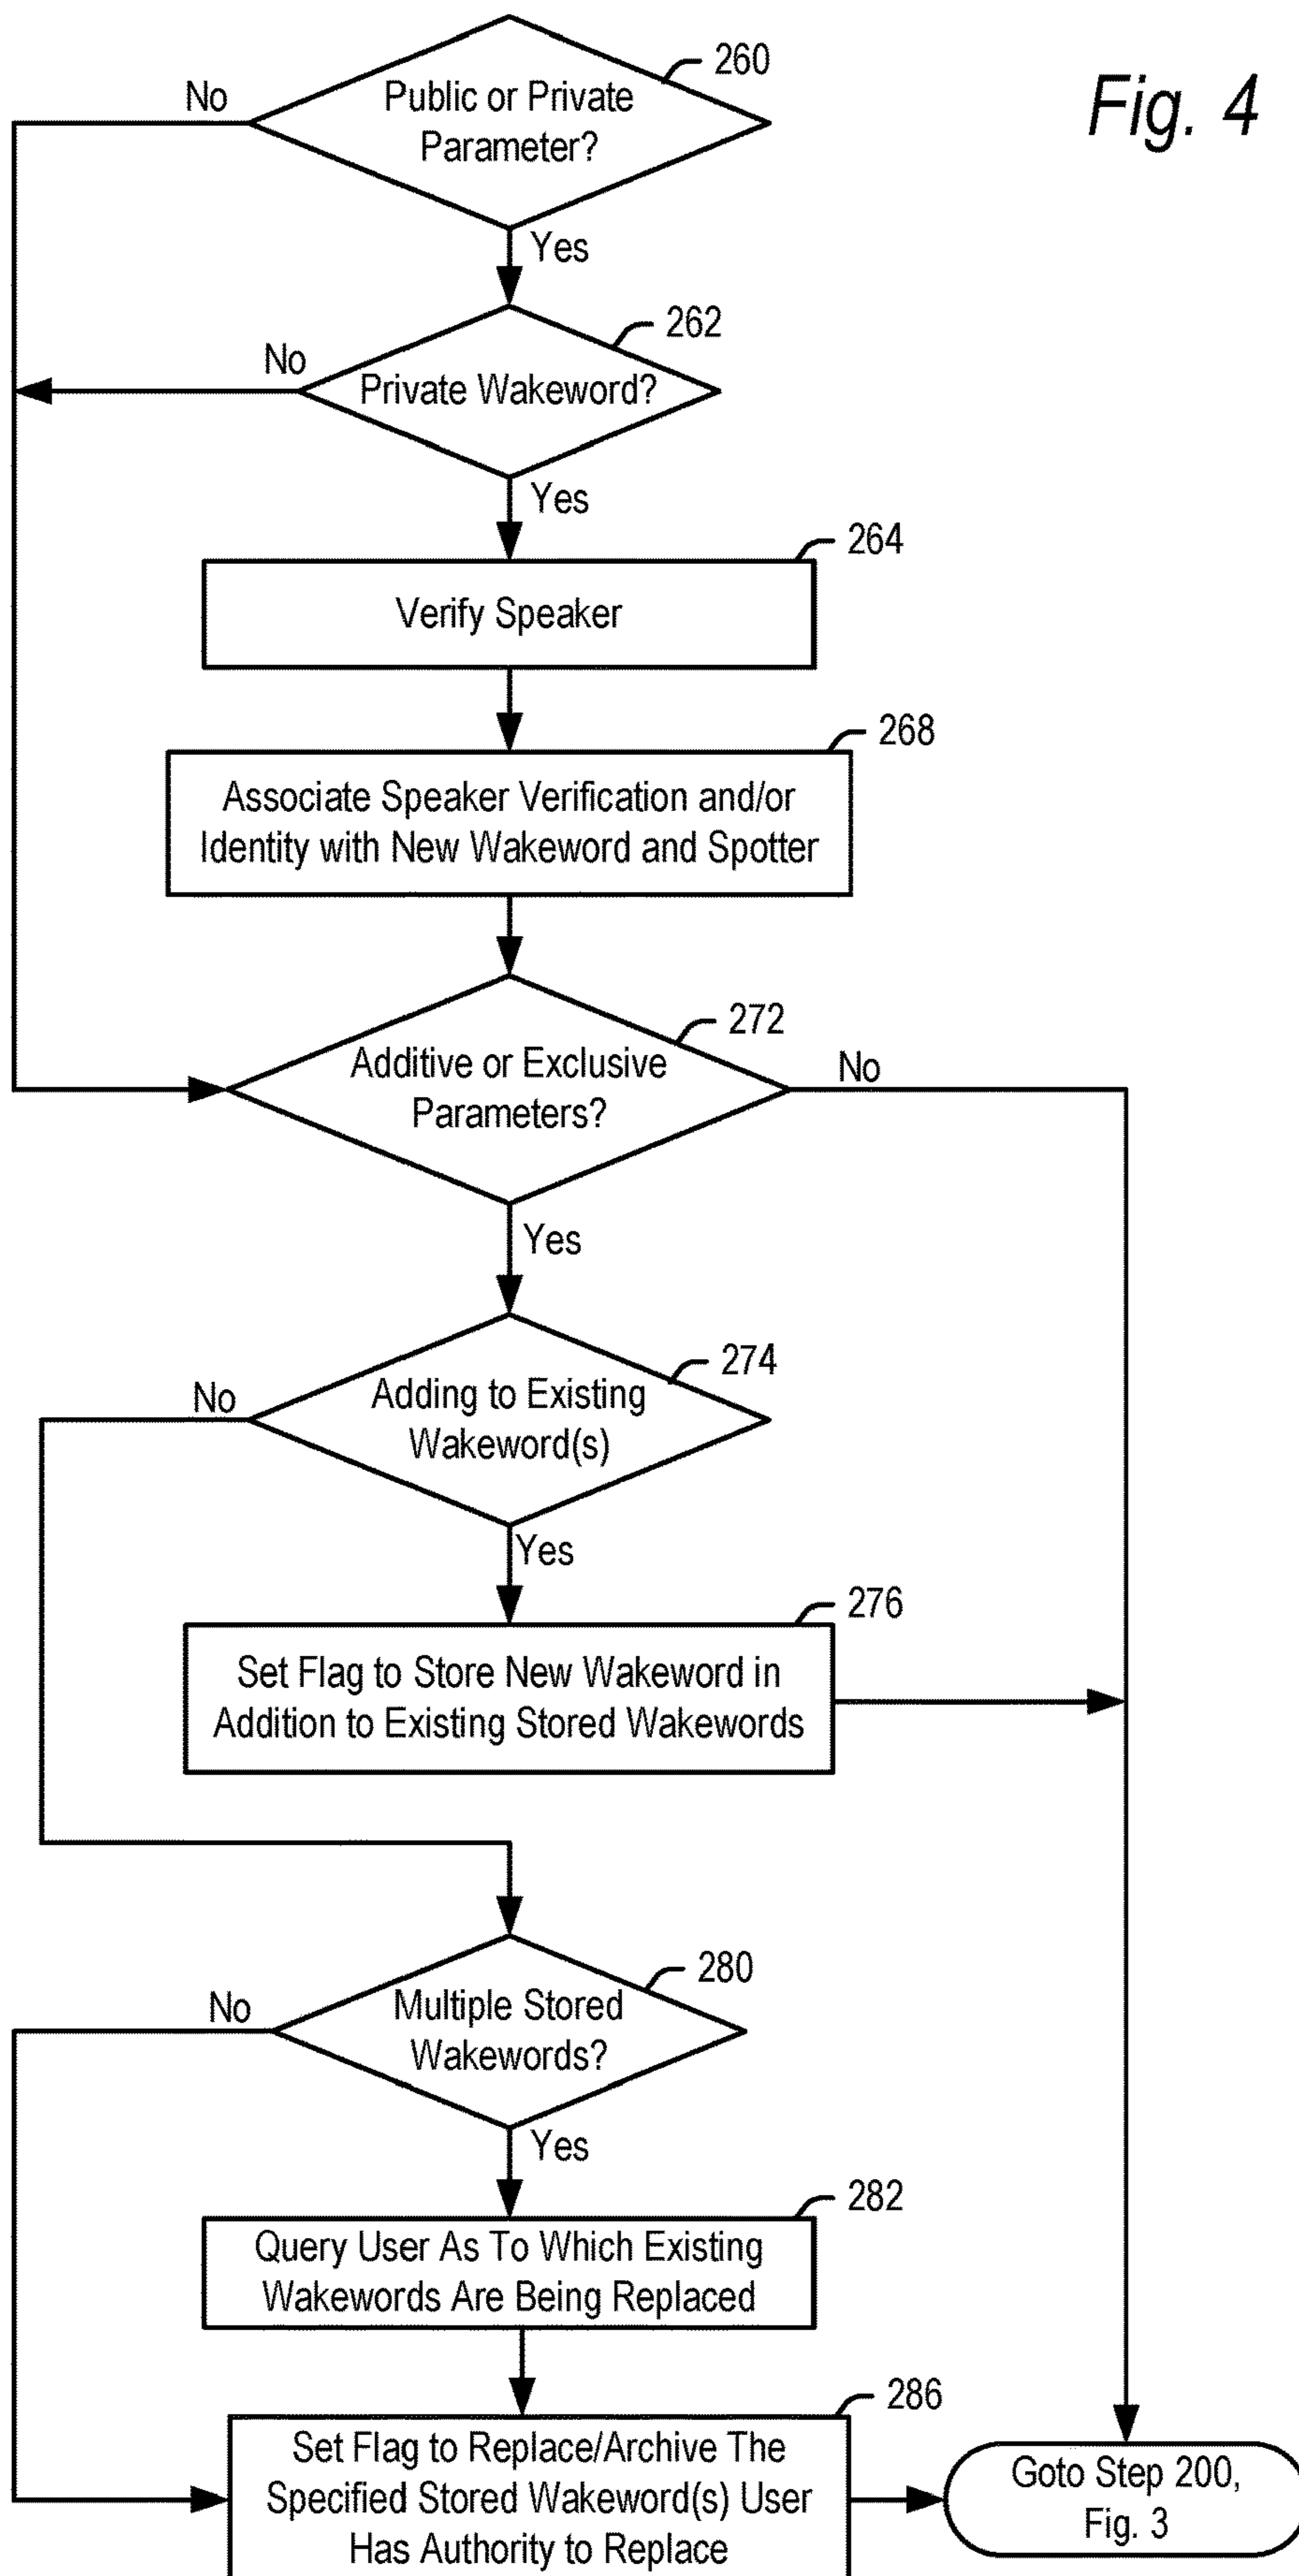 Fig. 4
260
No
Public or Private
Parameter?
Yes
262
No
Private Wakeword?
Yes
264
Verify Speaker
268
Associate Speaker Verification and/or
Identity with New Wakeword and Spotter
272
Additive or Exclusive
Parameters?
No
Yes
274
No
Adding to Existing
Wakeword(s)
Yes
276
Set Flag to Store New Wakeword in
Addition to Existing Stored Wakewords
280
No
Multiple Stored
Wakewords?
Yes
282
Query User As To Which Existing
Wakewords Are Being Replaced
286
Set Flag to Replace/Archive The
Specified Stored Wakeword(s) User
Has Authority to Replace
Goto Step 200,
Fig. 3